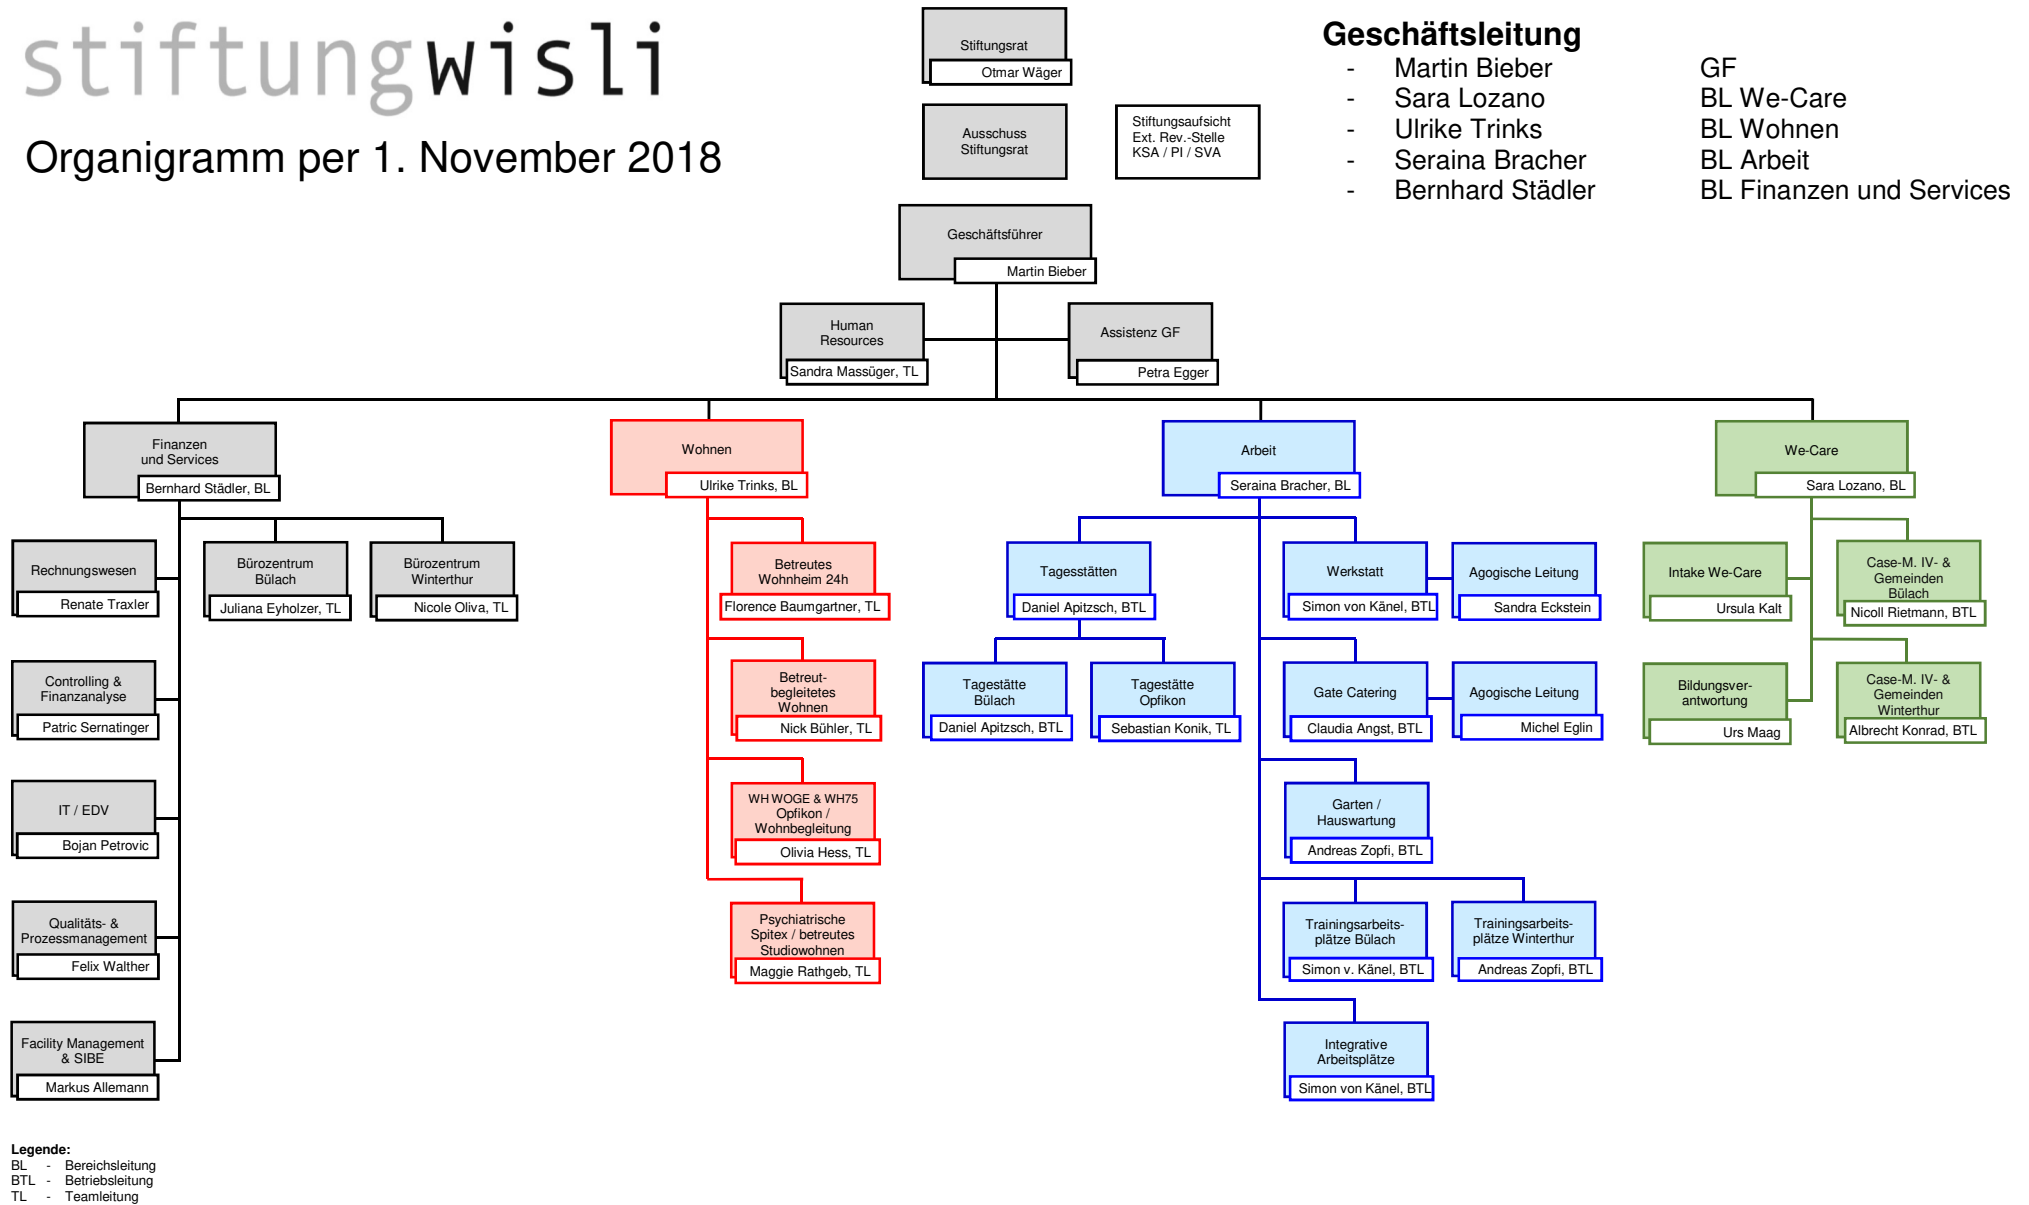 stiftungwisli
Organigramm per 1. November 2018
Geschäftsleitung
- Martin Bieber GF
- Sara Lozano BL We-Care
- Ulrike Trinks BL Wohnen
- Seraina Bracher BL Arbeit
- Bernhard Städler BL Finanzen und Services
Stiftungsrat
Otmar Wäger
Ausschuss
Stiftungsrat
Stiftungsaufsicht
Ext. Rev.-Stelle
KSA / PI / SVA
Geschäftsführer
Martin Bieber
Human
Resources
Sandra Massüger, TL
Assistenz GF
Petra Egger
Finanzen
und Services
Bernhard Städler, BL
Rechnungswesen
Renate Traxler
Bürozentrum
Bülach
Juliana Eyholzer, TL
Bürozentrum
Winterthur
Nicole Oliva, TL
Controlling &
Finanzanalyse
Patric Sernatinger
IT / EDV
Bojan Petrovic
Qualitäts- &
Prozessmanagement
Felix Walther
Facility Management
& SIBE
Markus Allemann
Wohnen
Ulrike Trinks, BL
Betreutes
Wohnheim 24h
Florence Baumgartner, TL
Betreut-
begleitetes
Wohnen
Nick Bühler, TL
WH WOGE & WH75
Opfikon /
Wohnbegleitung
Olivia Hess, TL
Psychiatrische
Spitex / betreutes
Studiowohnen
Maggie Rathgeb, TL
Arbeit
Seraina Bracher, BL
Tagesstätten
Daniel Apitzsch, BTL
Tagestätte
Bülach
Daniel Apitzsch, BTL
Tagestätte
Opfikon
Sebastian Konik, TL
Werkstatt
Simon von Känel, BTL
Agogische Leitung
Sandra Eckstein
Gate Catering
Claudia Angst, BTL
Agogische Leitung
Michel Eglin
Garten /
Hauswartung
Andreas Zopfi, BTL
Trainingsarbeits-
plätze Bülach
Simon v. Känel, BTL
Trainingsarbeits-
plätze Winterthur
Andreas Zopfi, BTL
Integrative
Arbeitsplätze
Simon von Känel, BTL
We-Care
Sara Lozano, BL
Intake We-Care
Ursula Kalt
Case-M. IV- &
Gemeinden
Bülach
Nicoll Rietmann, BTL
Bildungsver-
antwortung
Urs Maag
Case-M. IV- &
Gemeinden
Winterthur
Albrecht Konrad, BTL
Legende:
BL - Bereichsleitung
BTL - Betriebsleitung
TL - Teamleitung